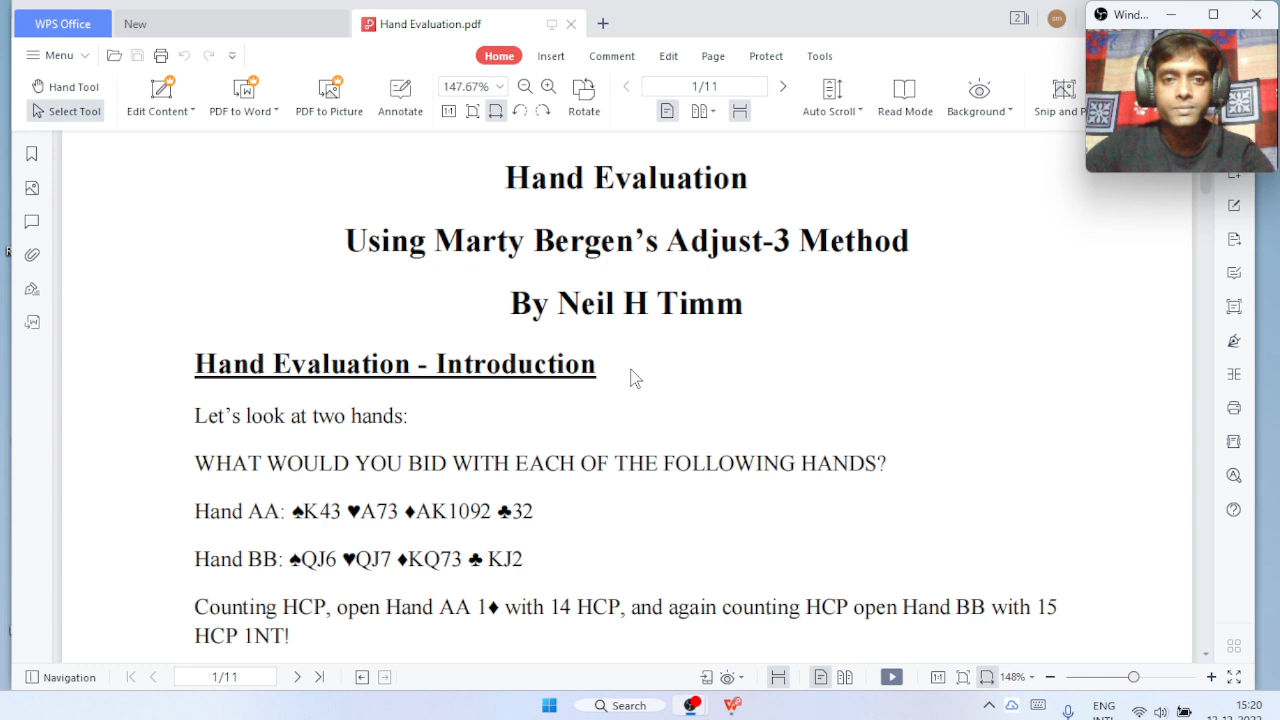 WPS Office
New
Hand Evaluation.pdf
2
sm
Wind...
Menu
Home
Insert
Comment
Edit
Page
Protect
Tools
Hand Tool
Select Tool
Edit Content
PDF to Word
PDF to Picture
Annotate
147.67%
Rotate
1/11
Auto Scroll
Read Mode
Background
Snip and P
Hand Evaluation
Using Marty Bergen’s Adjust-3 Method
By Neil H Timm
Hand Evaluation - Introduction
Let’s look at two hands:
WHAT WOULD YOU BID WITH EACH OF THE FOLLOWING HANDS?
Hand AA: ♠K43 ♥A73 ♦AK1092 ♣32
Hand BB: ♠QJ6 ♥QJ7 ♦KQ73 ♣ KJ2
Counting HCP, open Hand AA 1♦ with 14 HCP, and again counting HCP open Hand BB with 15
HCP 1NT!
Navigation
1/11
148%
Search
ENG
15:20